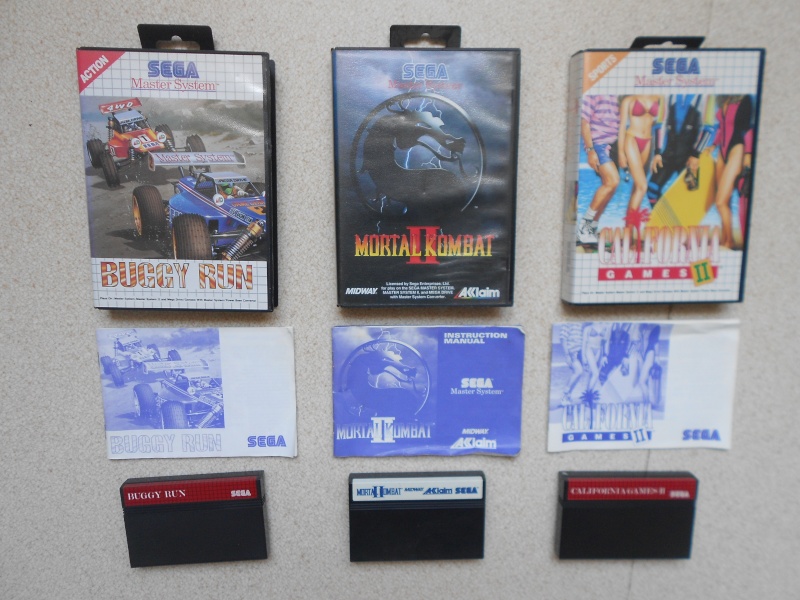 ACTION
SEGA
Master System
4WD
Master System
BUGGY RUN
SEGA
Master System
MORTAL KOMBAT
II
MIDWAY
Licensed by Sega Enterprises, Ltd.
for play on the SEGA MASTER SYSTEM,
MASTER SYSTEM II, and MEGA DRIVE
with Master System Converter.
AKlaim
SPORTS
SEGA
Master System
CALIFORNIA
GAMES II
BUGGY RUN
SEGA
INSTRUCTION
MANUAL
SEGA
Master System
MORTAL KOMBAT
II
MIDWAY
AKlaim
CALIFORNIA
GAMES II
SEGA
BUGGY RUN
SEGA
MORTAL KOMBAT
II
MIDWAY
AKlaim
SEGA
CALIFORNIA GAMES II
SEGA